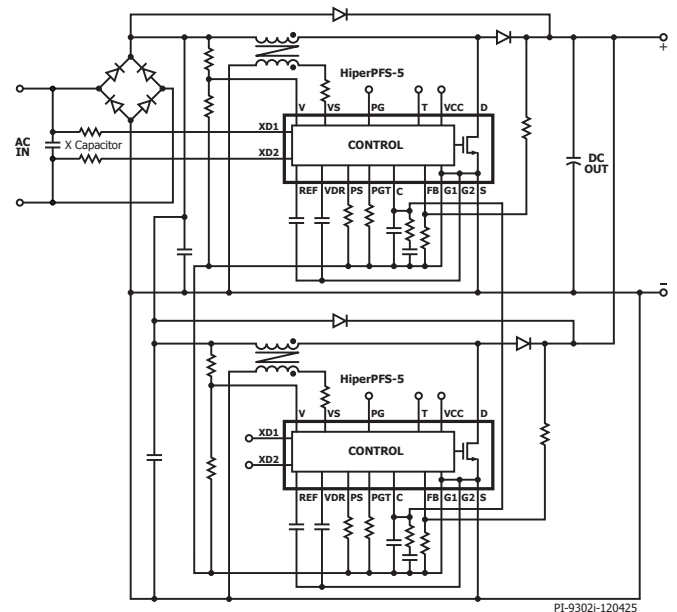 +
HiperPFS-5
V VS PG T VCC D
XD1
AC
IN
X Capacitor
CONTROL
DC
OUT
XD2
REF VDR PS PGT C FB G1 G2 S
–
HiperPFS-5
V VS PG T VCC D
XD1
CONTROL
XD2
REF VDR PS PGT C FB G1 G2 S
PI-9302i-120425